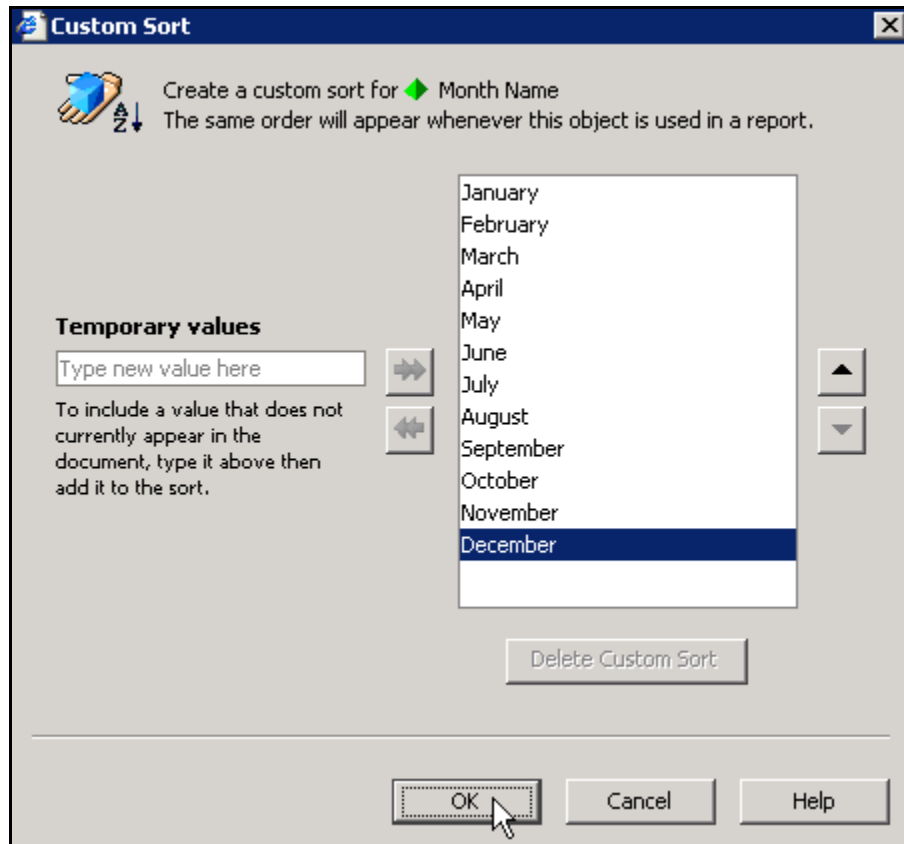 Custom Sort
Create a custom sort for Month Name
The same order will appear whenever this object is used in a report.
A
Z
Temporary values
Type new value here
To include a value that does not
currently appear in the
document, type it above then
add it to the sort.
January
February
March
April
May
June
July
August
September
October
November
December
Delete Custom Sort
OK
Cancel
Help